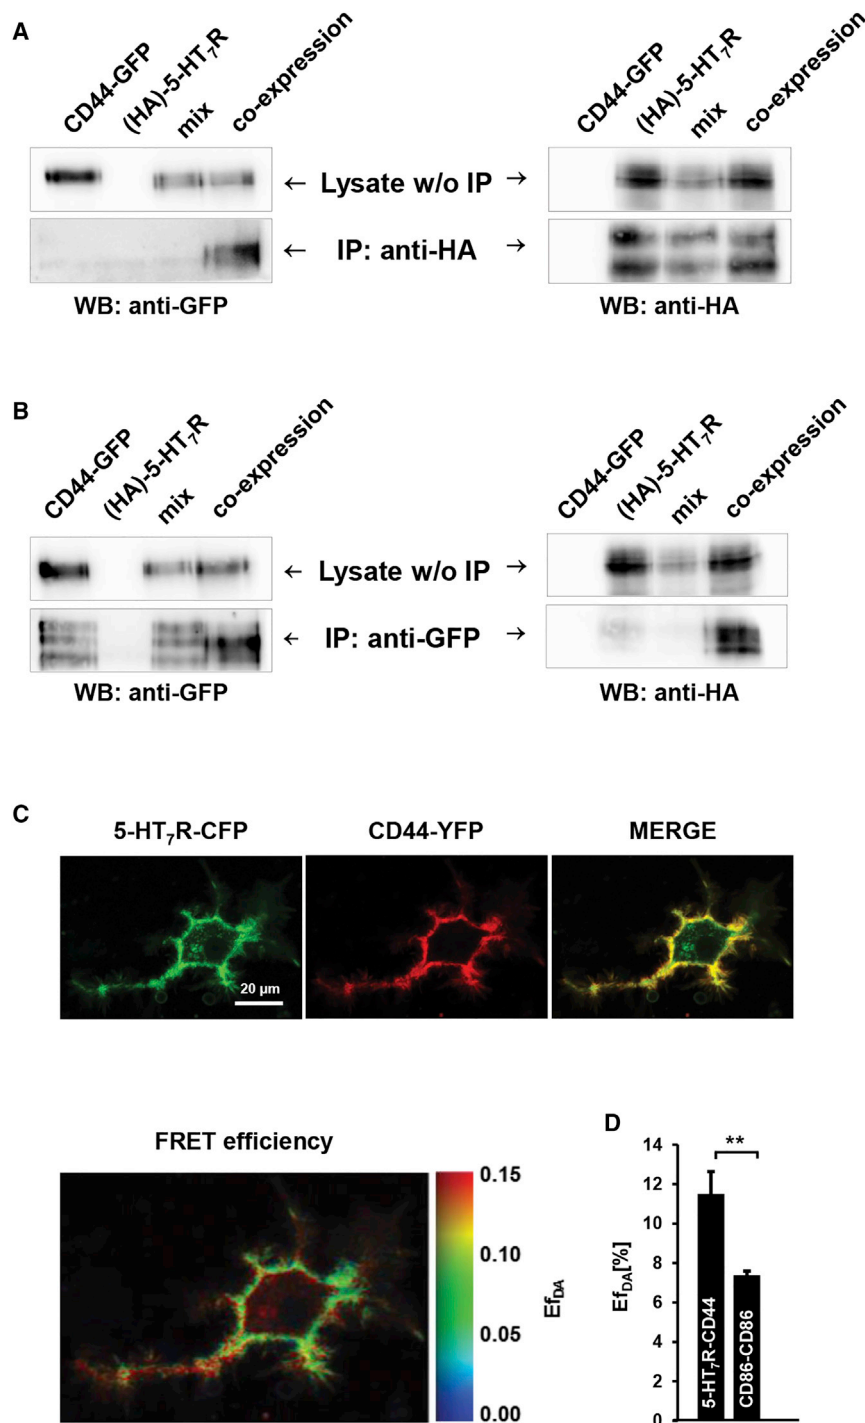 A
CD44-GFP
(HA)-5-HT₇R
mix
co-expression
CD44-GFP
(HA)-5-HT₇R
mix
co-expression
← Lysate w/o IP →
← IP: anti-HA →
WB: anti-GFP
WB: anti-HA
B
CD44-GFP
(HA)-5-HT₇R
mix
co-expression
CD44-GFP
(HA)-5-HT₇R
mix
co-expression
← Lysate w/o IP →
← IP: anti-GFP →
WB: anti-GFP
WB: anti-HA
C
5-HT₇R-CFP
CD44-YFP
MERGE
20 µm
FRET efficiency
0.15
0.10
0.05
0.00
Ef_DA
D
**
14
12
10
8
6
4
2
0
Ef_DA[%]
5-HT₇R-CD44
CD86-CD86